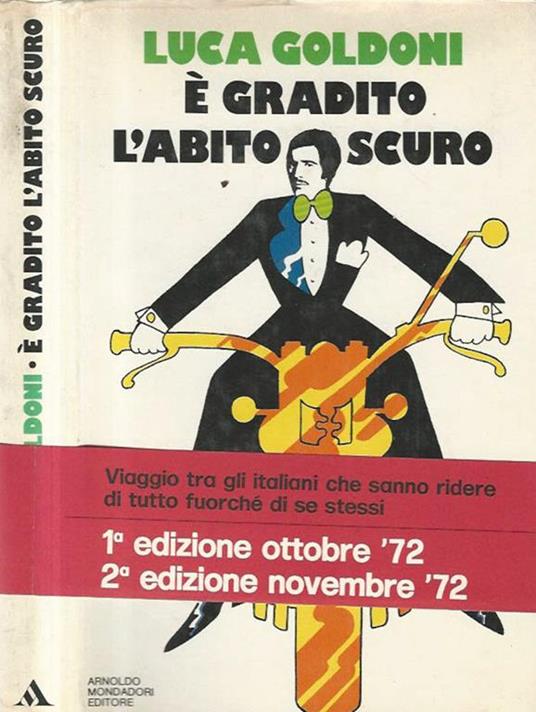 LUCA GOLDONI
È GRADITO
L'ABITO SCURO
Viaggio tra gli italiani che sanno ridere
di tutto fuorché di se stessi
1ª edizione ottobre '72
2ª edizione novembre '72
ARNOLDO
MONDADORI
EDITORE
LDONI • È GRADITO L'ABITO SCURO